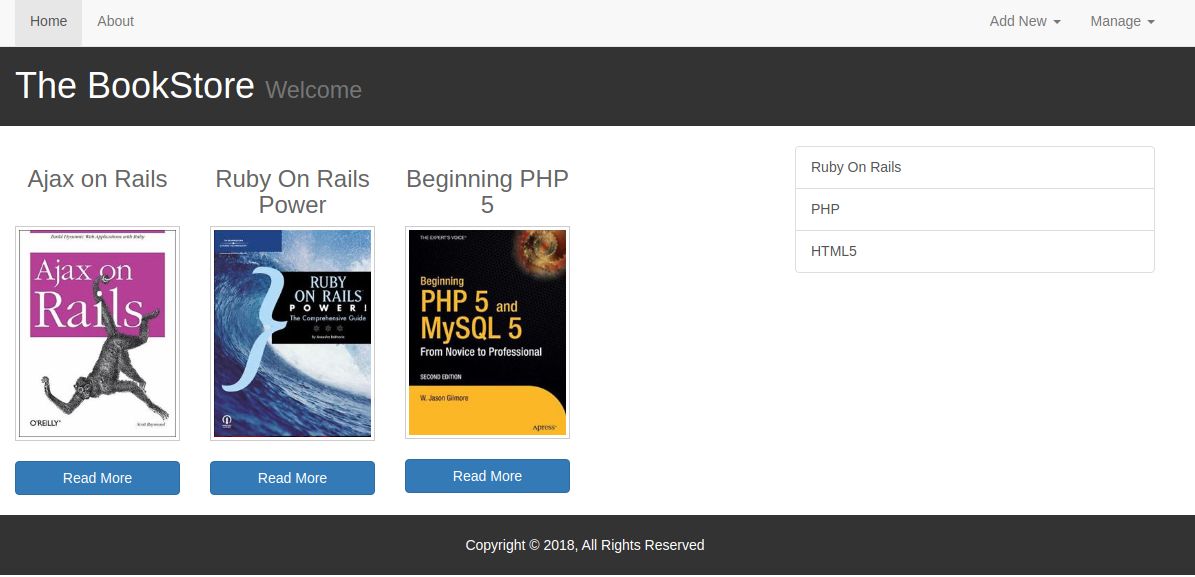 Home
About
Add New
Manage
The BookStore Welcome
Ajax on Rails
Build Dynamic Web Applications with Ruby
Ajax on
Rails
O'REILLY
Scott Raymond
Read More
Ruby On Rails
Power
RUBY
ON RAILS
POWER!
The Comprehensive Guide
Read More
Beginning PHP
5
THE EXPERT'S VOICE
Beginning
PHP 5 and
MySQL 5
From Novice to Professional
SECOND EDITION
W. Jason Gilmore
Apress
Read More
Ruby On Rails
PHP
HTML5
Copyright © 2018, All Rights Reserved